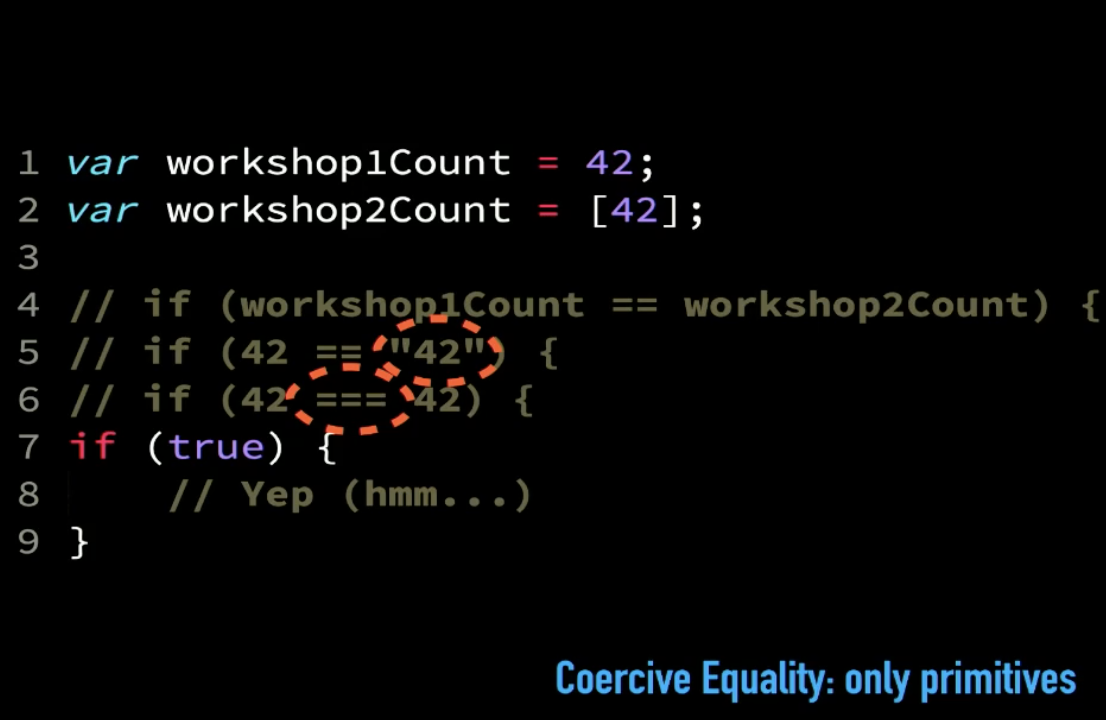 1 var workshop1Count = 42;
2 var workshop2Count = [42];
3
4 // if (workshop1Count == workshop2Count) {
5 // if (42 == "42") {
6 // if (42 === 42) {
7 if (true) {
8 // Yep (hmm...)
9 }
Coercive Equality: only primitives